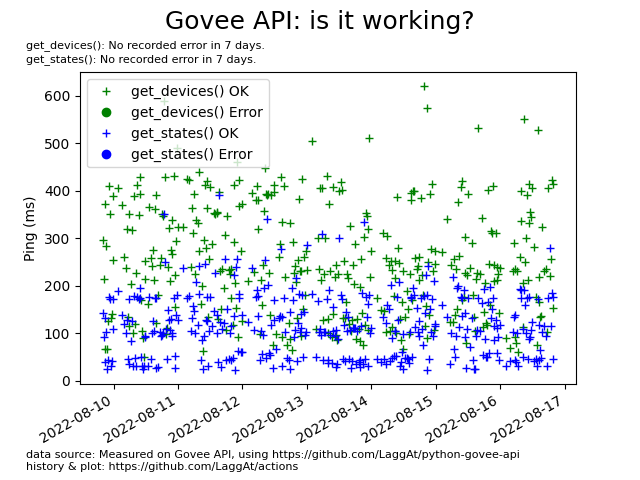 Govee API: is it working?
get_devices(): No recorded error in 7 days.
get_states(): No recorded error in 7 days.
get_devices() OK
get_devices() Error
get_states() OK
get_states() Error
Ping (ms)
600
500
400
300
200
100
0
2022-08-10
2022-08-11
2022-08-12
2022-08-13
2022-08-14
2022-08-15
2022-08-16
2022-08-17
data source: Measured on Govee API, using https://github.com/LaggAt/python-govee-api
history & plot: https://github.com/LaggAt/actions